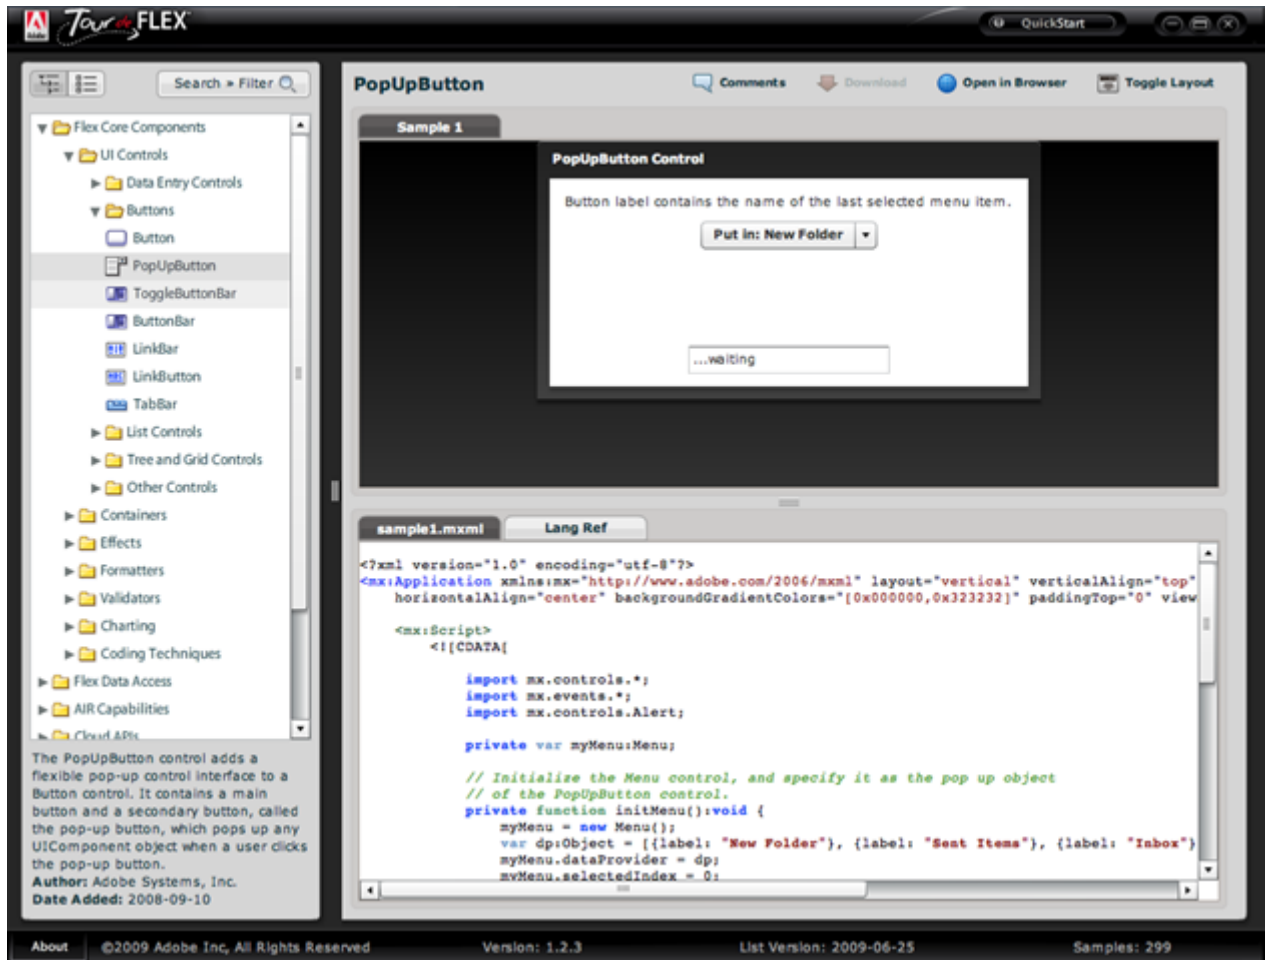 Adobe
Tour de FLEX
QuickStart
Search » Filter
Flex Core Components
UI Controls
Data Entry Controls
Buttons
Button
PopUpButton
ToggleButtonBar
ButtonBar
LinkBar
LinkButton
TabBar
List Controls
Tree and Grid Controls
Other Controls
Containers
Effects
Formatters
Validators
Charting
Coding Techniques
Flex Data Access
AIR Capabilities
Cloud APIs
The PopUpButton control adds a
flexible pop-up control interface to a
Button control. It contains a main
button and a secondary button, called
the pop-up button, which pops up any
UIComponent object when a user clicks
the pop-up button.
Author: Adobe Systems, Inc.
Date Added: 2008-09-10
PopUpButton
Comments
Download
Open in Browser
Toggle Layout
Sample 1
PopUpButton Control
Button label contains the name of the last selected menu item.
Put in: New Folder
...waiting
sample1.mxml
Lang Ref
<?xml version="1.0" encoding="utf-8"?>
<mx:Application xmlns:mx="http://www.adobe.com/2006/mxml" layout="vertical" verticalAlign="top"
horizontalAlign="center" backgroundGradientColors="[0x000000,0x323232]" paddingTop="0" view
<mx:Script>
<![CDATA[
import mx.controls.*;
import mx.events.*;
import mx.controls.Alert;
private var myMenu:Menu;
// Initialize the Menu control, and specify it as the pop up object
// of the PopUpButton control.
private function initMenu():void {
myMenu = new Menu();
var dp:Object = [{label: "New Folder"}, {label: "Sent Items"}, {label: "Inbox"}
myMenu.dataProvider = dp;
myMenu.selectedIndex = 0;
About
©2009 Adobe Inc, All Rights Reserved
Version: 1.2.3
List Version: 2009-06-25
Samples: 299